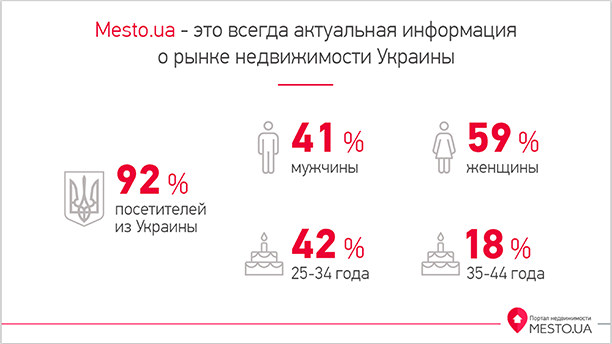 Mesto.ua - это всегда актуальная информация
о рынке недвижимости Украины
92 %
посетителей
из Украины
41 %
мужчины
59 %
женщины
42 %
25-34 года
18 %
35-44 года
Портал недвижимости
MESTO.UA